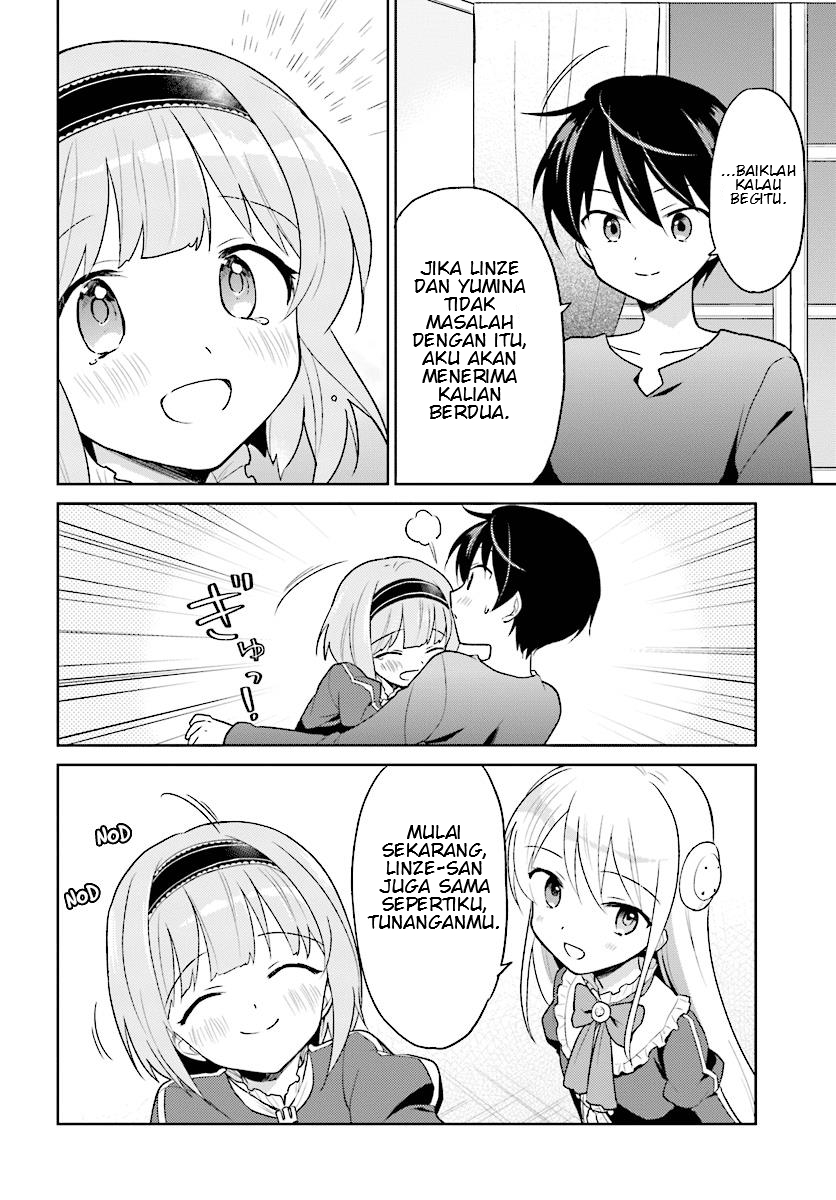 ...BAIKLAH
KALAU
BEGITU.
JIKA LINZE
DAN YUMINA
TIDAK
MASALAH
DENGAN ITU,
AKU AKAN
MENERIMA
KALIAN
BERDUA.
ぎゅっ!
MULAI
SEKARANG,
LINZE-SAN
JUGA SAMA
SEPERTIKU,
TUNANGANMU.
NOD
NOD